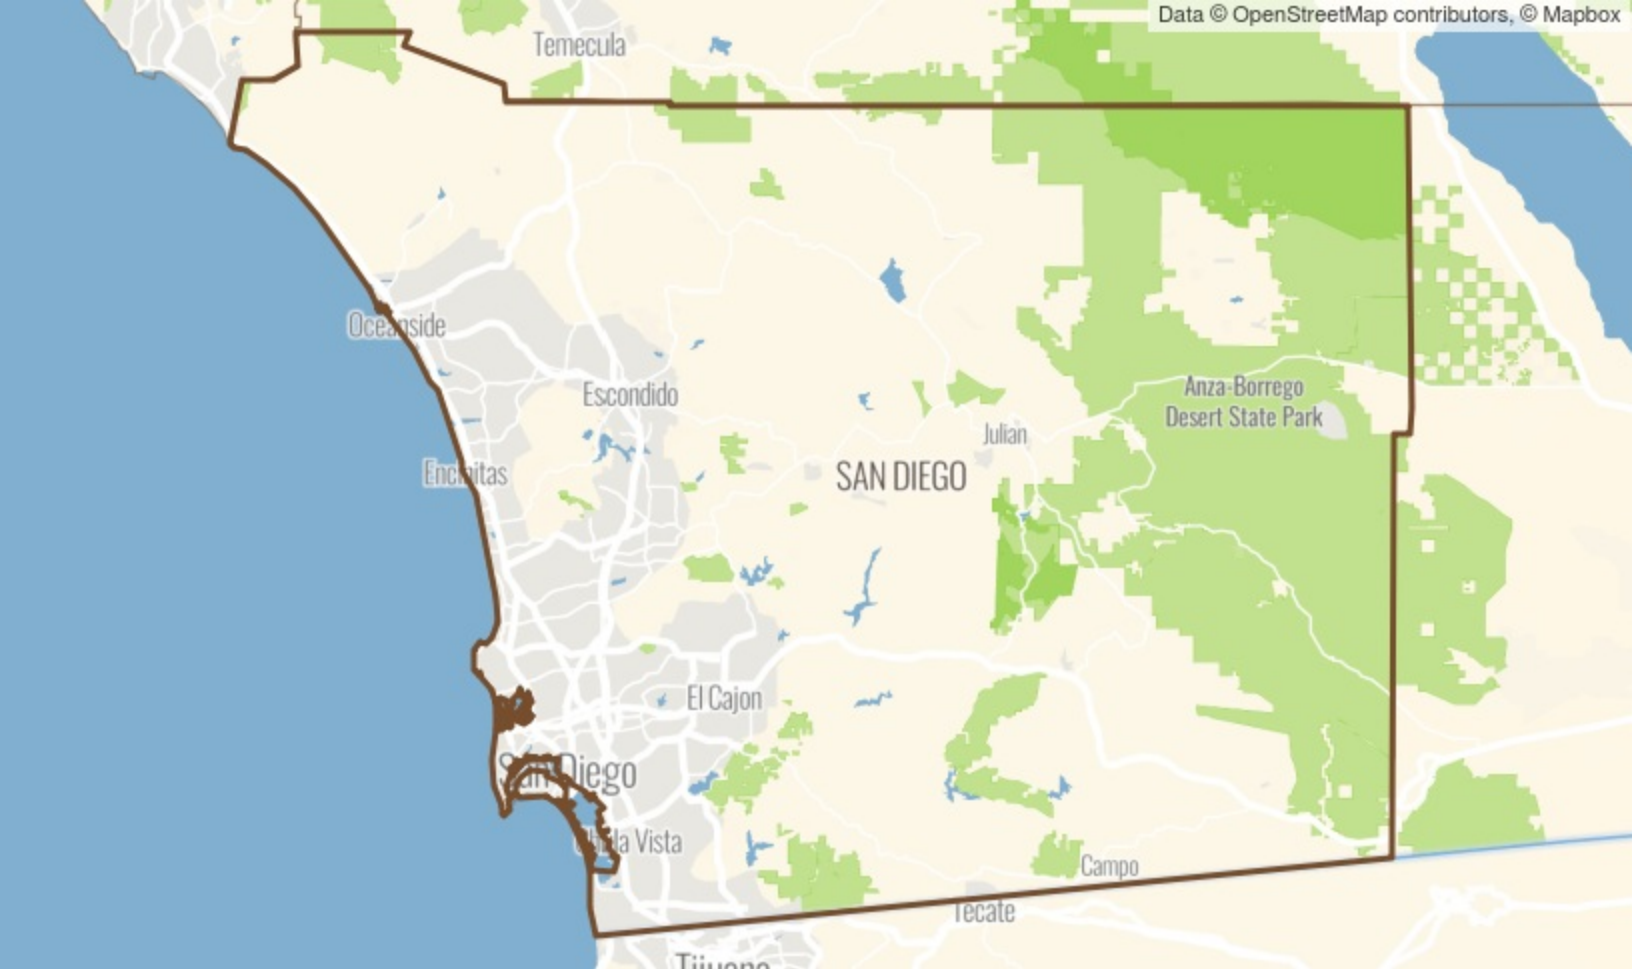 Data © OpenStreetMap contributors, © Mapbox
Temecula
Oceanside
Escondido
Anza-Borrego
Desert State Park
Julian
Encinitas
SAN DIEGO
El Cajon
San Diego
Chula Vista
Campo
Tecate
Tijuana